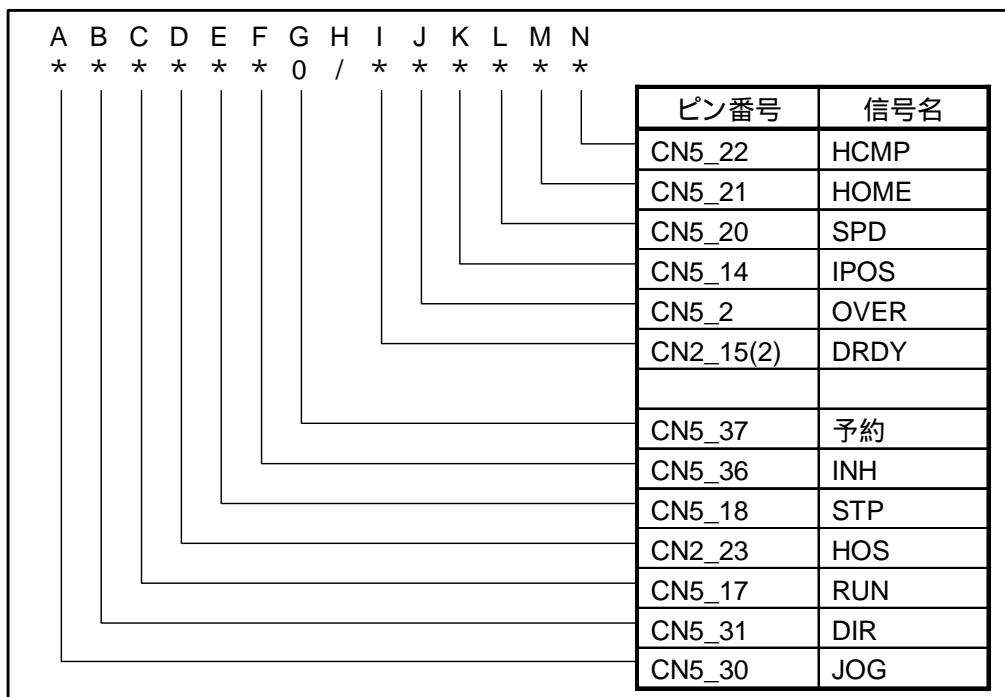 A B C D E F G H I J K L M N
* * * * * * 0 / * * * * * *
ピン番号 信号名
CN5_22 HCMP
CN5_21 HOME
CN5_20 SPD
CN5_14 IPOS
CN5_2 OVER
CN2_15(2) DRDY
CN5_37 予約
CN5_36 INH
CN5_18 STP
CN2_23 HOS
CN5_17 RUN
CN5_31 DIR
CN5_30 JOG